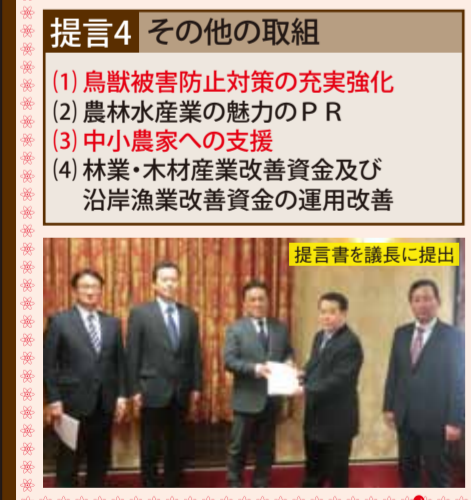 提言4 その他の取組
(1) 鳥獣被害防止対策の充実強化
(2) 農林水産業の魅力のＰＲ
(3) 中小農家への支援
(4) 林業・木材産業改善資金及び
沿岸漁業改善資金の運用改善
提言書を議長に提出